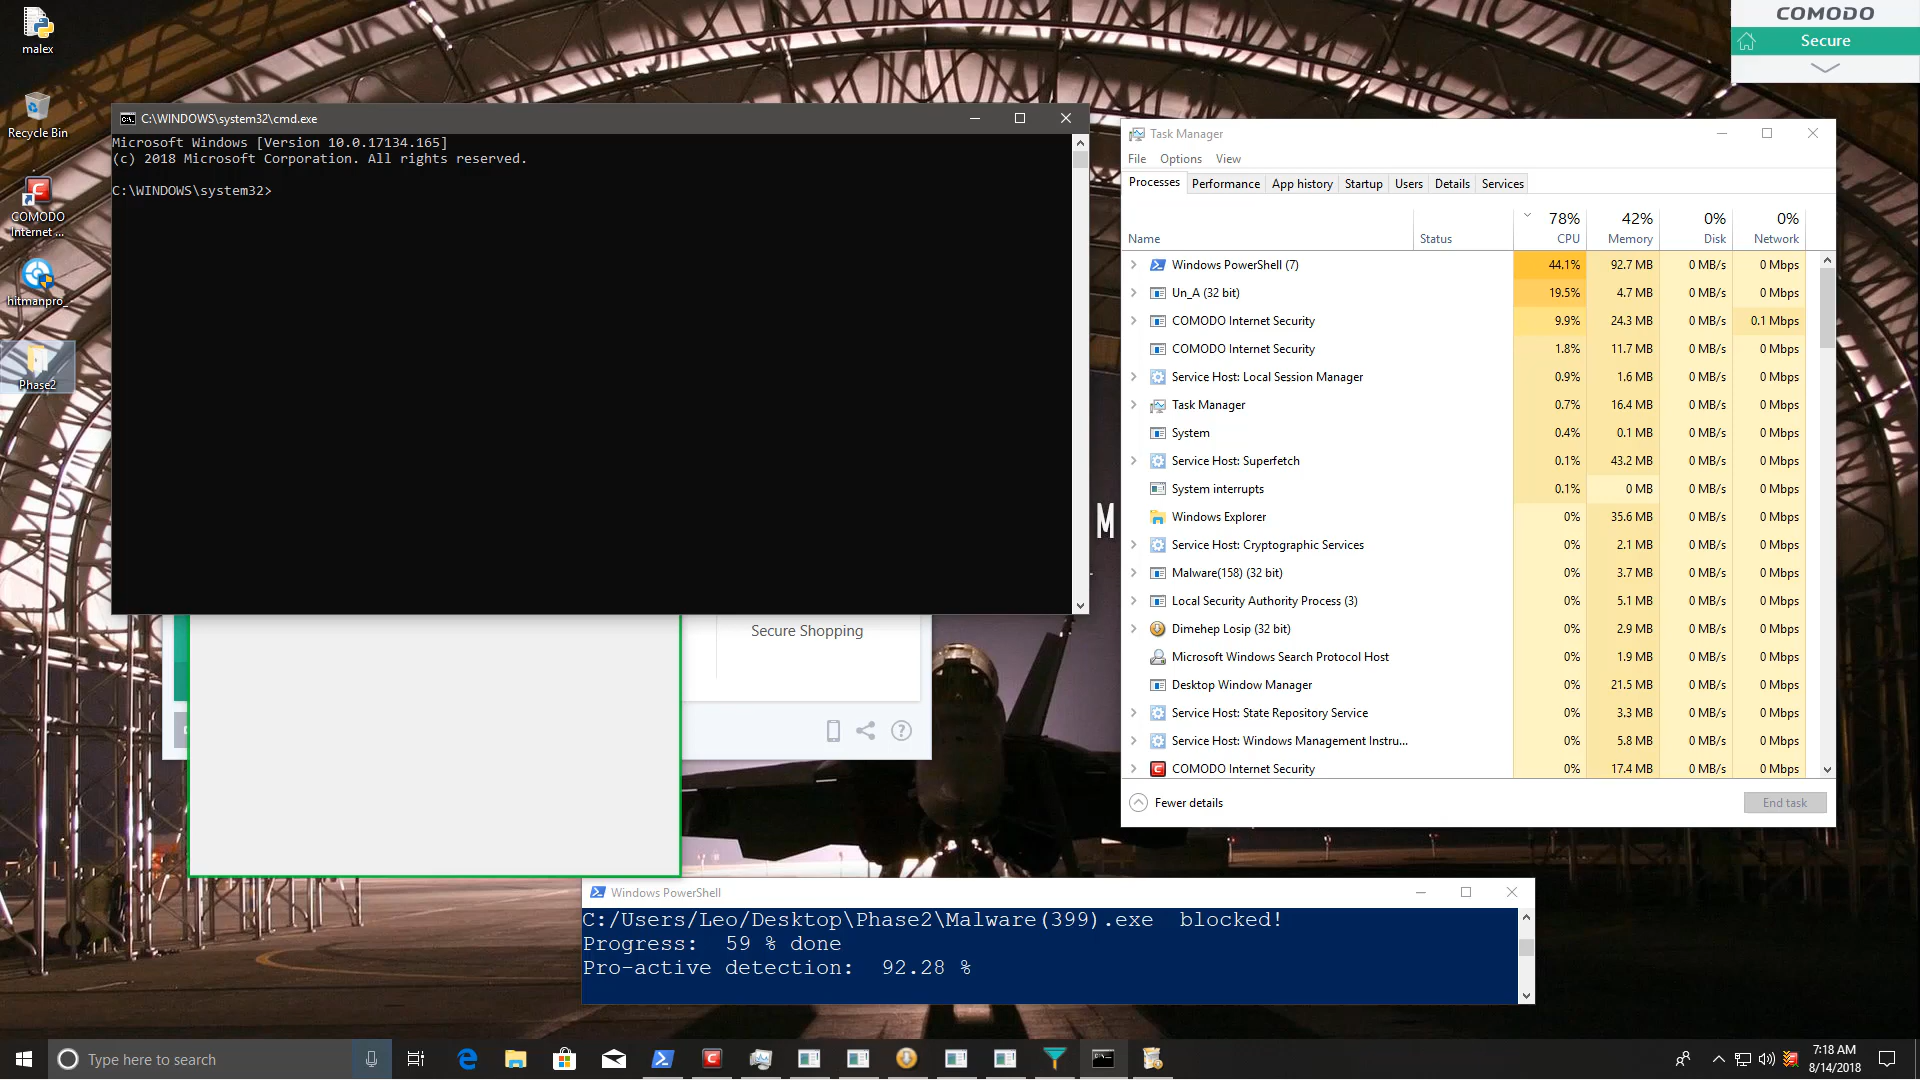 malex
Recycle Bin
COMODO
Internet ...
hitmanpro_
Phase2
COMODO
Secure
C:\WINDOWS\system32\cmd.exe
Microsoft Windows [Version 10.0.17134.165]
(c) 2018 Microsoft Corporation. All rights reserved.
C:\WINDOWS\system32>
M
Secure Shopping
Task Manager
File Options View
Processes Performance App history Startup Users Details Services
78% 42% 0% 0%
Name Status CPU Memory Disk Network
Windows PowerShell (7) 44.1% 92.7 MB 0 MB/s 0 Mbps
Un_A (32 bit) 19.5% 4.7 MB 0 MB/s 0 Mbps
COMODO Internet Security 9.9% 24.3 MB 0 MB/s 0.1 Mbps
COMODO Internet Security 1.8% 11.7 MB 0 MB/s 0 Mbps
Service Host: Local Session Manager 0.9% 1.6 MB 0 MB/s 0 Mbps
Task Manager 0.7% 16.4 MB 0 MB/s 0 Mbps
System 0.4% 0.1 MB 0 MB/s 0 Mbps
Service Host: Superfetch 0.1% 43.2 MB 0 MB/s 0 Mbps
System interrupts 0.1% 0 MB 0 MB/s 0 Mbps
Windows Explorer 0% 35.6 MB 0 MB/s 0 Mbps
Service Host: Cryptographic Services 0% 2.1 MB 0 MB/s 0 Mbps
Malware(158) (32 bit) 0% 3.7 MB 0 MB/s 0 Mbps
Local Security Authority Process (3) 0% 5.1 MB 0 MB/s 0 Mbps
Dimehep Losip (32 bit) 0% 2.9 MB 0 MB/s 0 Mbps
Microsoft Windows Search Protocol Host 0% 1.9 MB 0 MB/s 0 Mbps
Desktop Window Manager 0% 21.5 MB 0 MB/s 0 Mbps
Service Host: State Repository Service 0% 3.3 MB 0 MB/s 0 Mbps
Service Host: Windows Management Instru... 0% 5.8 MB 0 MB/s 0 Mbps
COMODO Internet Security 0% 17.4 MB 0 MB/s 0 Mbps
Fewer details End task
Windows PowerShell
C:/Users/Leo/Desktop\Phase2\Malware(399).exe blocked!
Progress: 59 % done
Pro-active detection: 92.28 %
Type here to search
7:18 AM
8/14/2018